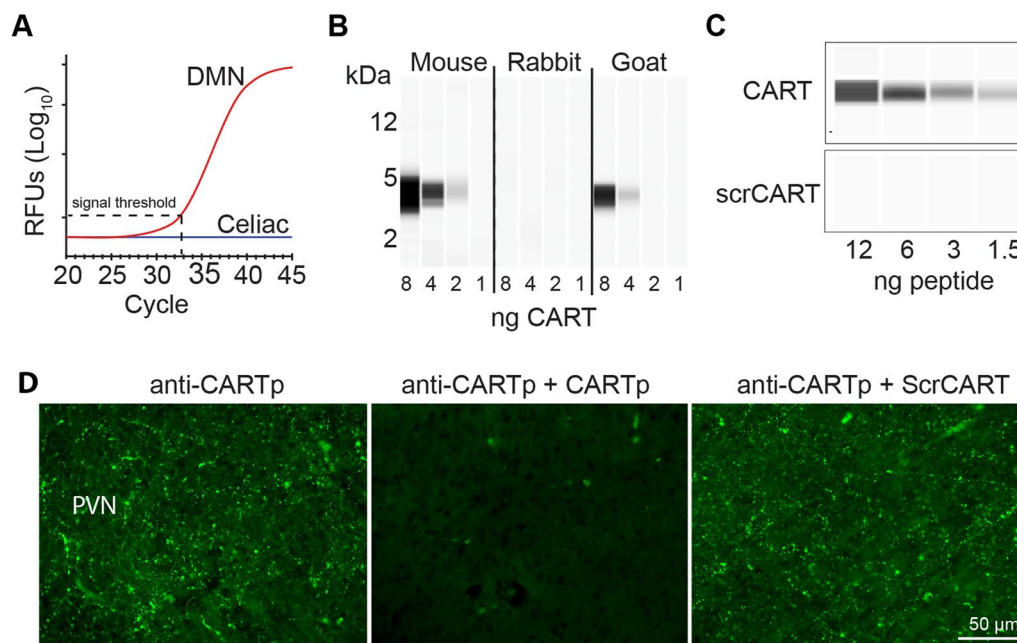 A
DMN
RFUs (Log10)
signal threshold
Celiac
20 25 30 35 40 45
Cycle
B
Mouse Rabbit Goat
kDa
12
5
2
8 4 2 1 8 4 2 1 8 4 2 1
ng CART
C
CART
scrCART
12 6 3 1.5
ng peptide
D
anti-CARTp anti-CARTp + CARTp anti-CARTp + ScrCART
PVN
50 µm